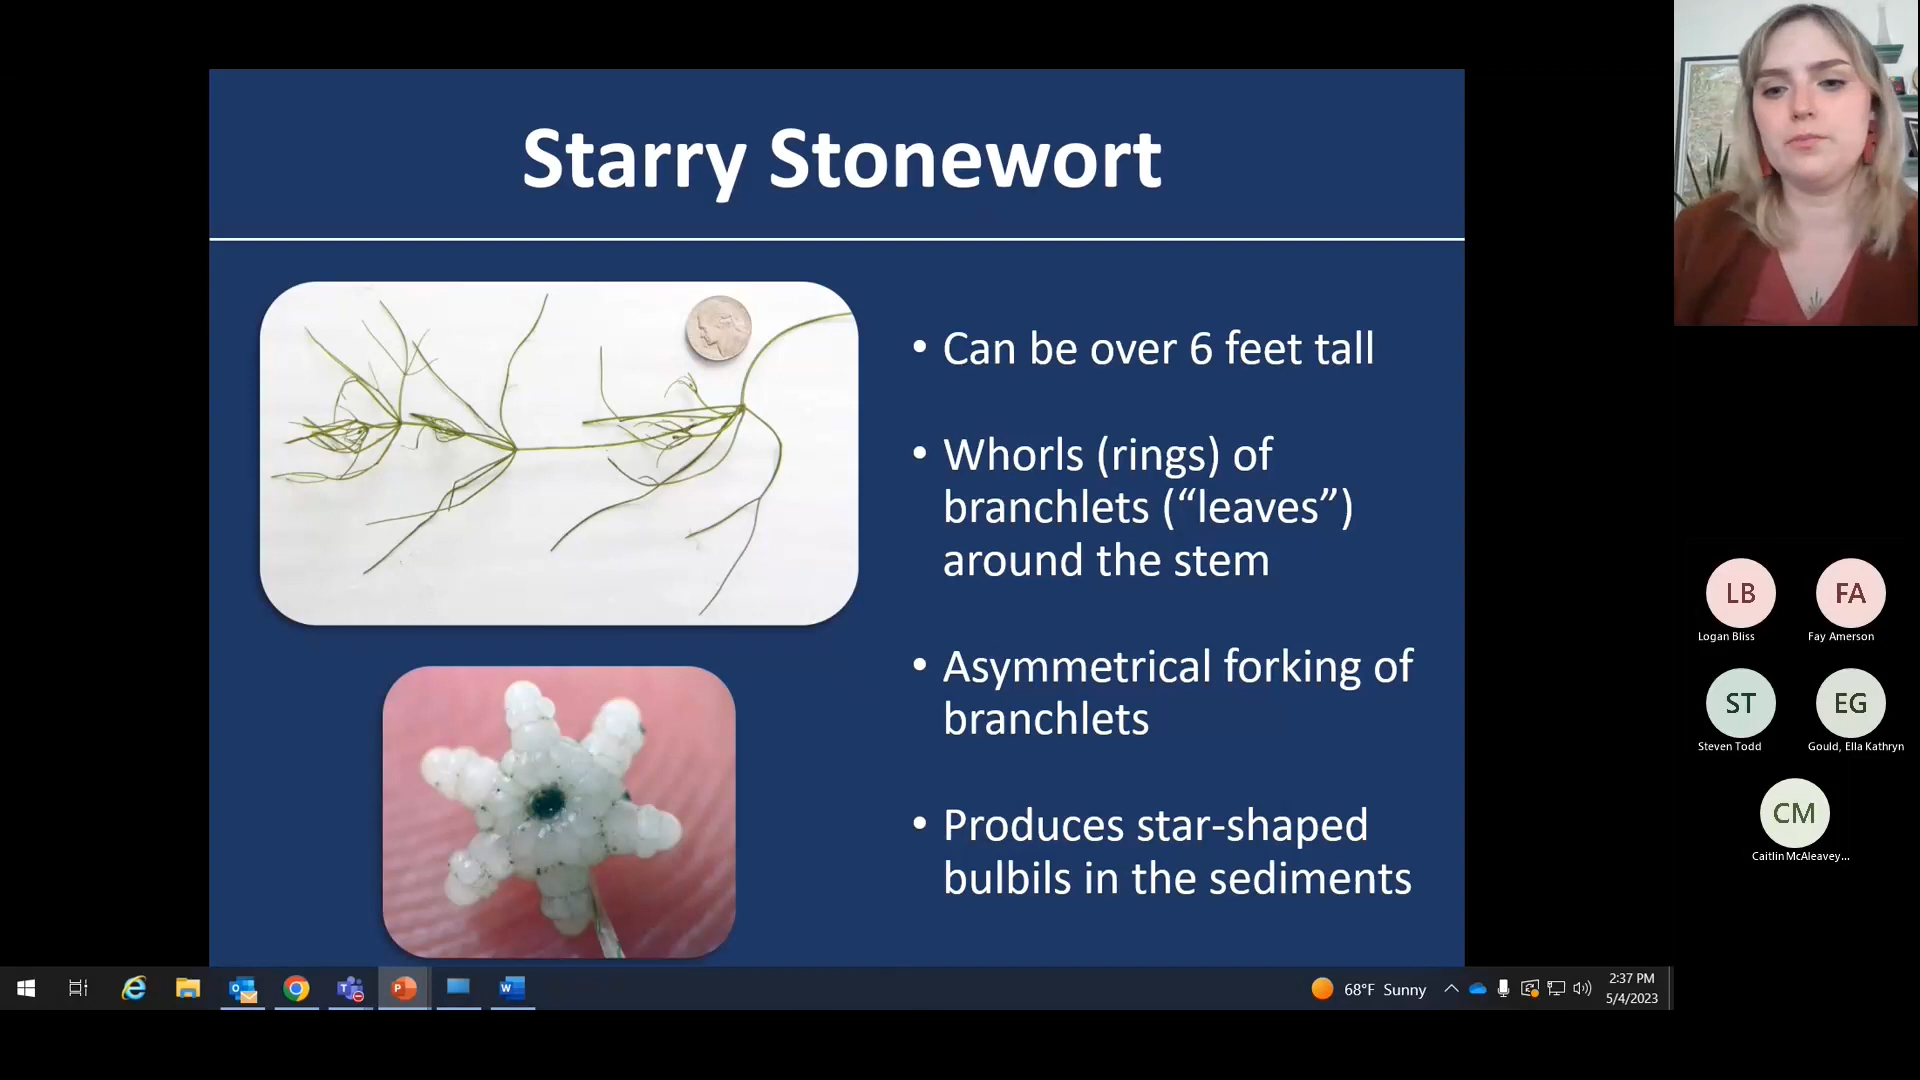 Starry Stonewort
• Can be over 6 feet tall
• Whorls (rings) of
branchlets (“leaves”)
around the stem
• Asymmetrical forking of
branchlets
• Produces star-shaped
bulbils in the sediments
LB
FA
Logan Bliss
Fay Amerson
ST
EG
Steven Todd
Gould, Ella Kathryn
CM
Caitlin McAleavey...
68°F Sunny
2:37 PM
5/4/2023